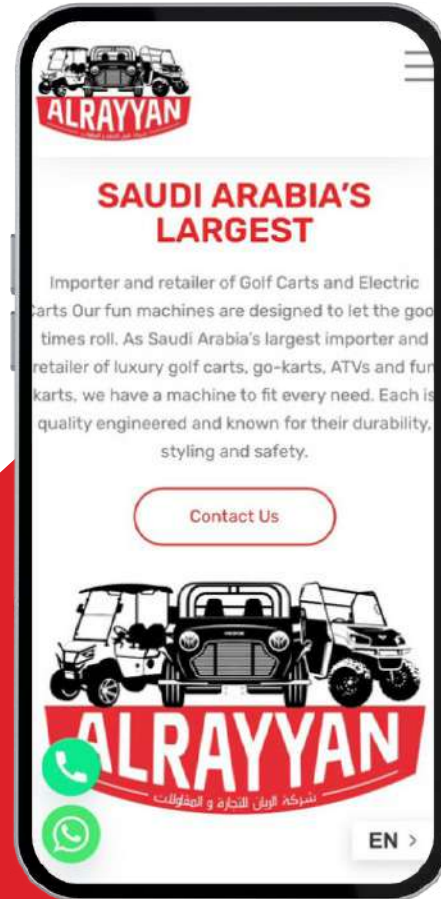 ALRAYYAN
SAUDI ARABIA'S
LARGEST
Importer and retailer of Golf Carts and Electric
Carts Our fun machines are designed to let the goo
times roll. As Saudi Arabia's largest importer and
retailer of luxury golf carts, go-karts, ATVs and fun
karts, we have a machine to fit every need. Each is
quality engineered and known for their durability,
styling and safety.
Contact Us
ALRAYYAN
شركة الريان للتجارة و المقاولات
EN >